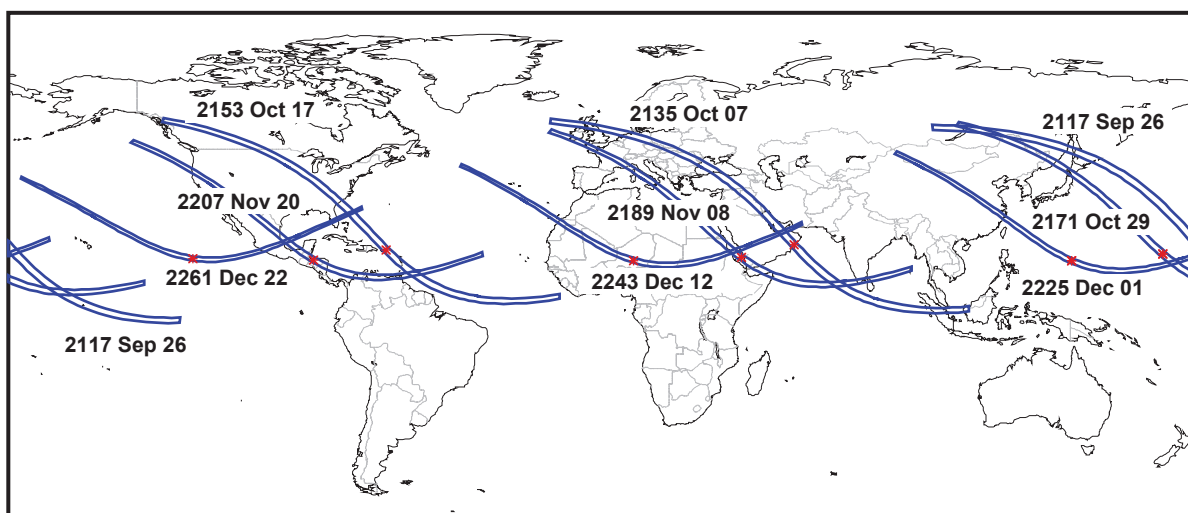 2153 Oct 17
2135 Oct 07
2117 Sep 26
2207 Nov 20
2189 Nov 08
2171 Oct 29
2261 Dec 22
2243 Dec 12
2225 Dec 01
2117 Sep 26